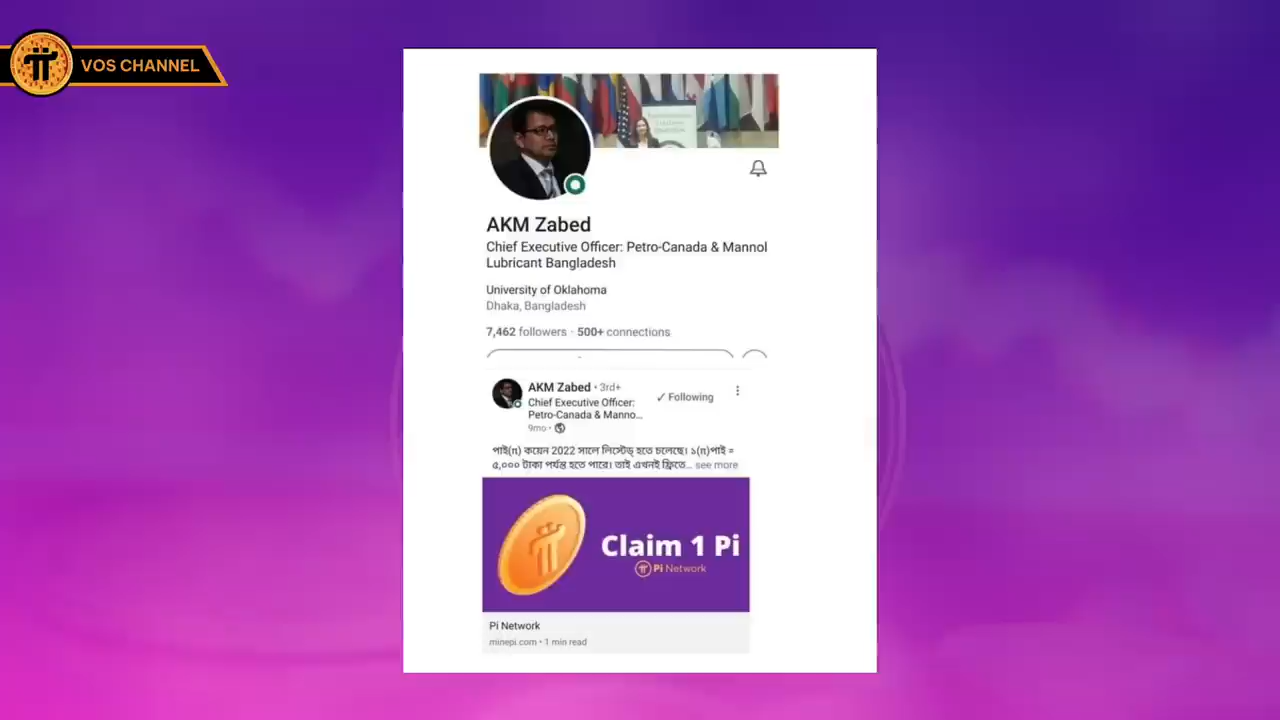 VOS CHANNEL
AKM Zabed
Chief Executive Officer: Petro-Canada & Mannol
Lubricant Bangladesh
University of Oklahoma
Dhaka, Bangladesh
7,462 followers · 500+ connections
AKM Zabed • 3rd+
Chief Executive Officer:
Petro-Canada & Manno...
✓ Following
9mo •
পাই(π) কয়েন 2022 সালে লিস্টেড্ হতে চলেছে। ১(π)পাই =
৫,০০০ টাকা পর্যন্ত হতে পারে। তাই এখনই ফ্রিতে... see more
Claim 1 Pi
Pi Network
Pi Network
minepi.com • 1 min read